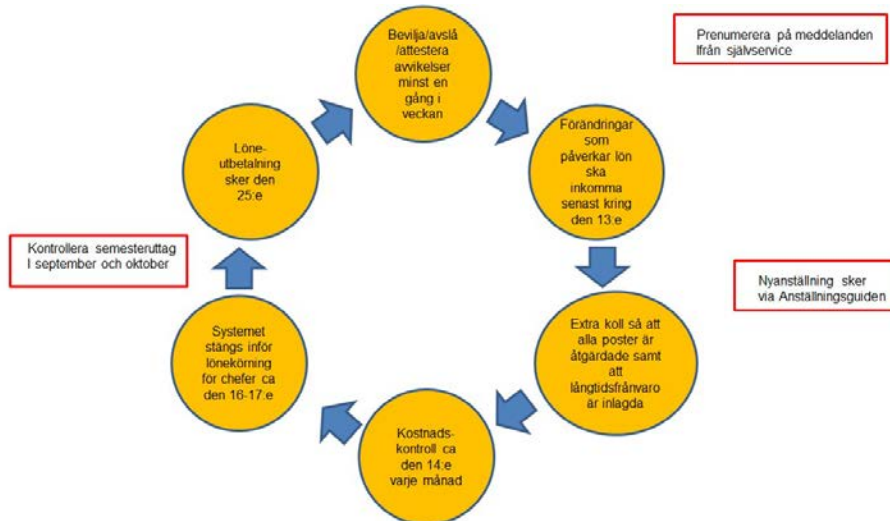 Bevilja/avslå
/attestera
avvikelser
minst en
gång i
veckan
Prenumerera på meddelanden
Ifrån självservice
Förändringar
som
påverkar lön
ska
inkomma
senast kring
den 13:e
Nyanställning sker
via Anställningsguiden
Extra koll så att
alla poster är
åtgärdade samt
att
långtidsfrånvaro
är inlagda
Kostnads-
kontroll ca
den 14:e
varje månad
Systemet
stängs inför
lönekörning
för chefer ca
den 16-17:e
Kontrollera semesteruttag
I september och oktober
Löne-
utbetalning
sker den
25:e